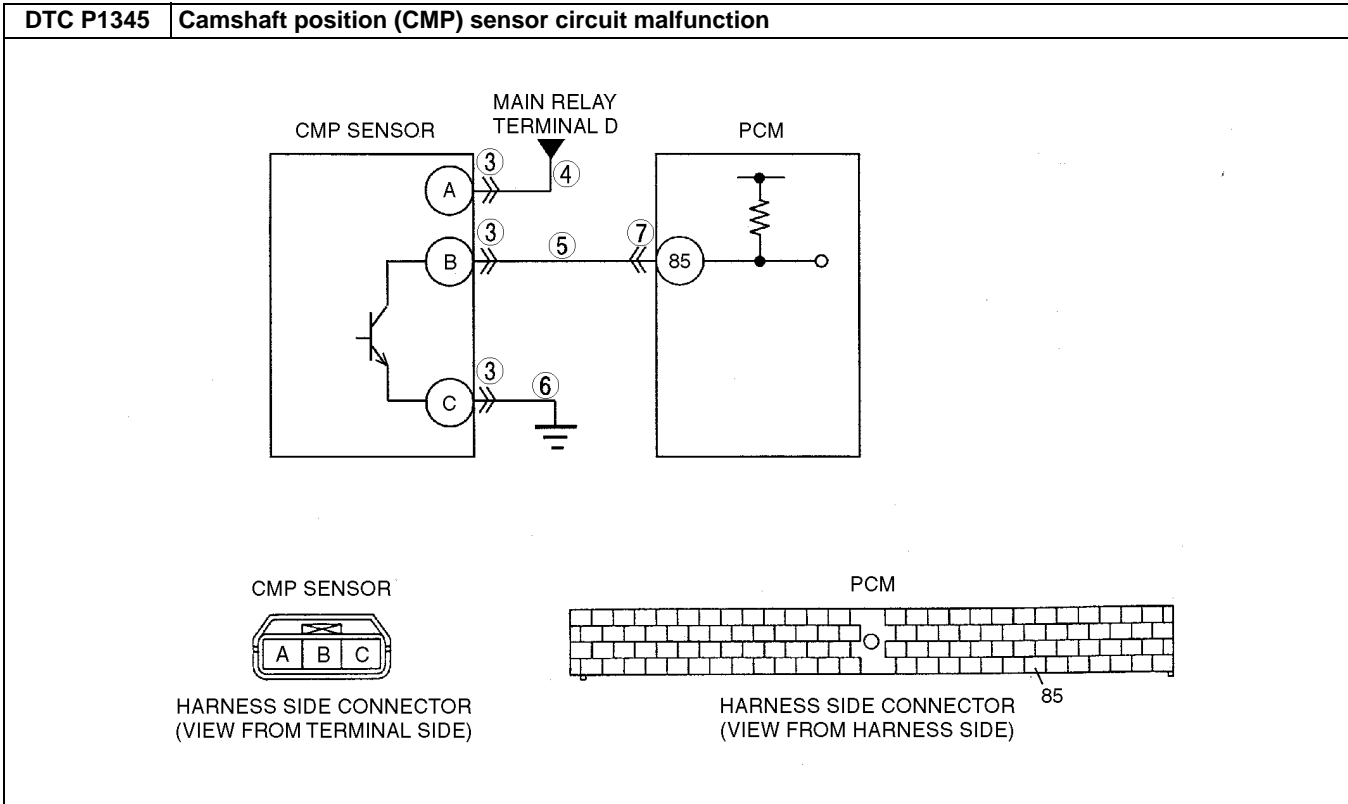 DTC P1345 Camshaft position (CMP) sensor circuit malfunction
MAIN RELAY
TERMINAL D
CMP SENSOR
PCM
A
3
4
B
3
5
7
85
C
3
6
CMP SENSOR
A B C
HARNESS SIDE CONNECTOR
(VIEW FROM TERMINAL SIDE)
PCM
85
HARNESS SIDE CONNECTOR
(VIEW FROM HARNESS SIDE)